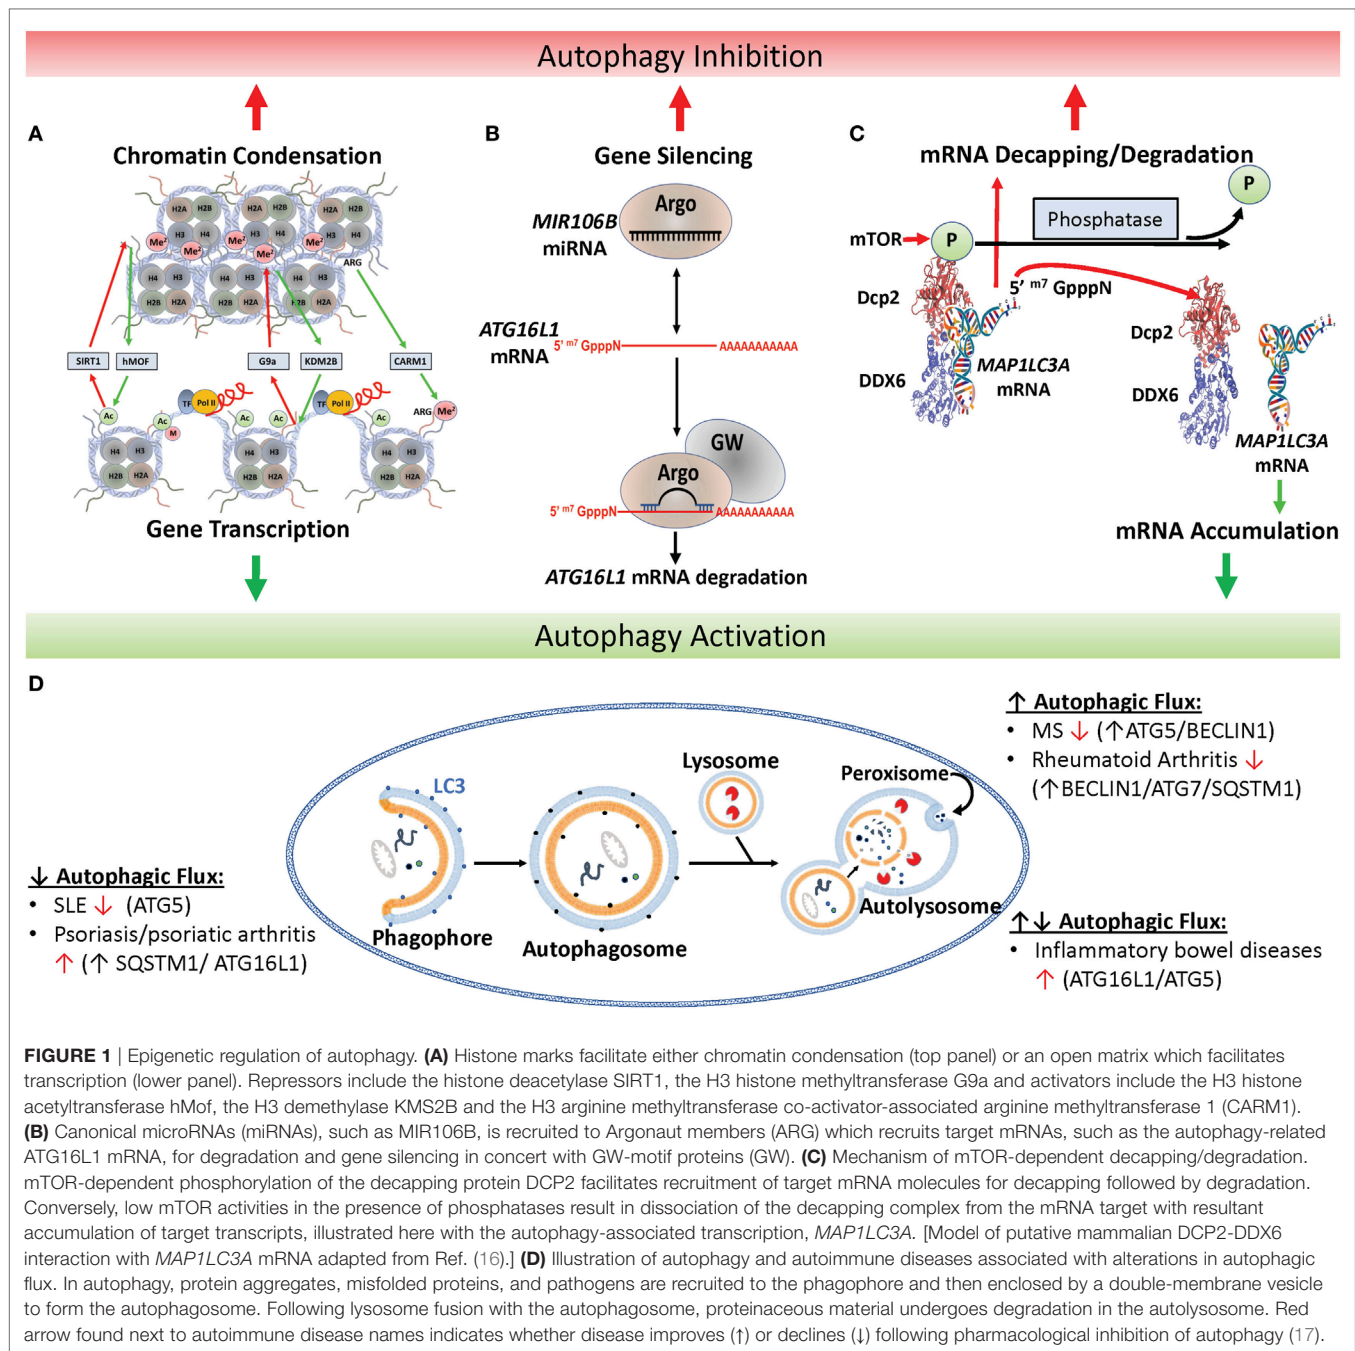 Autophagy Inhibition
A
Chromatin Condensation
H2A H2B H2A H2B H2A H2B
H3 H4 H3 H4 H3 H4
Me² Me² Me² Me² Me²
ARG
H4 H3 H4 H3 H4 H3
H2B H2A H2B H2A H2B H2A
SIRT1 hMOF G9a KDM2B CARM1
TF Pol II TF Pol II
Ac Ac M Ac Ac Ac ARG Me²
H4 H3 H4 H3 H4 H3
H2B H2A H2B H2A H2B H2A
Gene Transcription
B
Gene Silencing
Argo
MIR106B
miRNA
ATG16L1
mRNA
5' m7 GpppN AAAAAAAAAAA
GW
Argo
5' m7 GpppN AAAAAAAAAAA
ATG16L1 mRNA degradation
C
mRNA Decapping/Degradation
P
Phosphatase
mTOR P
5' m7 GpppN
Dcp2
MAP1LC3A
mRNA
DDX6
Dcp2
DDX6
MAP1LC3A
mRNA
mRNA Accumulation
Autophagy Activation
D
↑ Autophagic Flux:
• MS ↓ (↑ATG5/BECLIN1)
• Rheumatoid Arthritis ↓
(↑BECLIN1/ATG7/SQSTM1)
Lysosome
Peroxisome
LC3
Phagophore
Autophagosome
Autolysosome
↓ Autophagic Flux:
• SLE ↓ (ATG5)
• Psoriasis/psoriatic arthritis
↑ (↑ SQSTM1/ ATG16L1)
↑↓ Autophagic Flux:
• Inflammatory bowel diseases
↑ (ATG16L1/ATG5)
FIGURE 1 | Epigenetic regulation of autophagy. (A) Histone marks facilitate either chromatin condensation (top panel) or an open matrix which facilitates
transcription (lower panel). Repressors include the histone deacetylase SIRT1, the H3 histone methyltransferase G9a and activators include the H3 histone
acetyltransferase hMof, the H3 demethylase KMS2B and the H3 arginine methyltransferase co-activator-associated arginine methyltransferase 1 (CARM1).
(B) Canonical microRNAs (miRNAs), such as MIR106B, is recruited to Argonaut members (ARG) which recruits target mRNAs, such as the autophagy-related
ATG16L1 mRNA, for degradation and gene silencing in concert with GW-motif proteins (GW). (C) Mechanism of mTOR-dependent decapping/degradation.
mTOR-dependent phosphorylation of the decapping protein DCP2 facilitates recruitment of target mRNA molecules for decapping followed by degradation.
Conversely, low mTOR activities in the presence of phosphatases result in dissociation of the decapping complex from the mRNA target with resultant
accumulation of target transcripts, illustrated here with the autophagy-associated transcription, MAP1LC3A. [Model of putative mammalian DCP2-DDX6
interaction with MAP1LC3A mRNA adapted from Ref. (16).] (D) Illustration of autophagy and autoimmune diseases associated with alterations in autophagic
flux. In autophagy, protein aggregates, misfolded proteins, and pathogens are recruited to the phagophore and then enclosed by a double-membrane vesicle
to form the autophagosome. Following lysosome fusion with the autophagosome, proteinaceous material undergoes degradation in the autolysosome. Red
arrow found next to autoimmune disease names indicates whether disease improves (↑) or declines (↓) following pharmacological inhibition of autophagy (17).